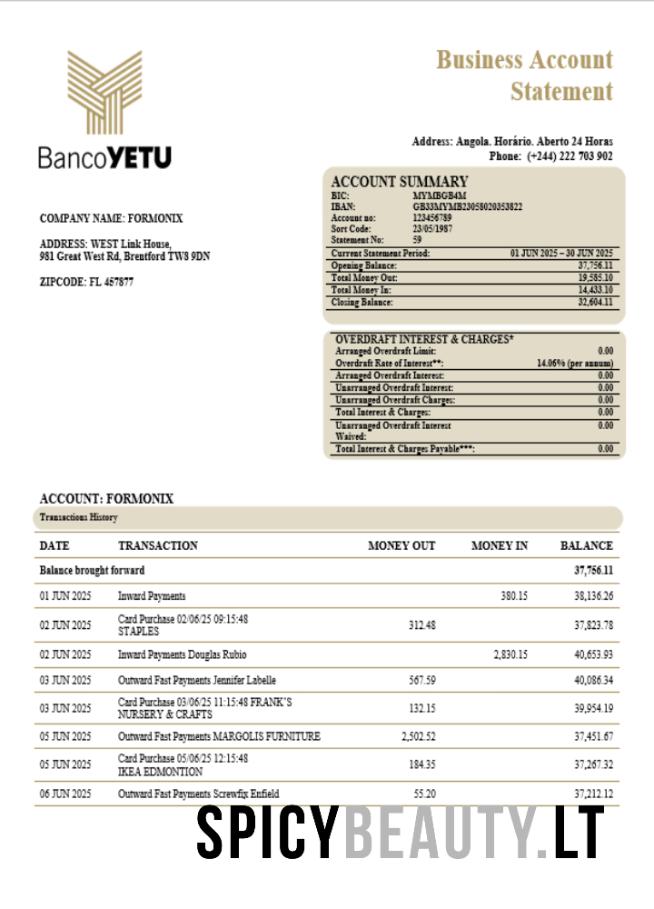 Business Account
Statement
BancoYETU
Address: Angola. Horário. Aberto 24 Horas
Phone: (+244) 222 703 902
COMPANY NAME: FORMONIX
ADDRESS: WEST Link House,
981 Great West Rd, Brentford TW8 9DN
ZIPCODE: FL 467877
ACCOUNT SUMMARY
BIC: MYMBGB4M
IBAN: GB33MYMB23058020353822
Account no: 123456789
Sort Code: 23/05/1987
Statement No: 59
Current Statement Period: 01 JUN 2025 – 30 JUN 2025
Opening Balance: 37,756.11
Total Money Out: 19,585.10
Total Money In: 14,433.10
Closing Balance: 32,604.11
OVERDRAFT INTEREST & CHARGES*
Arranged Overdraft Limit: 0.00
Overdraft Rate of Interest**: 14.06% (per annum)
Arranged Overdraft Interest: 0.00
Unarranged Overdraft Interest: 0.00
Unarranged Overdraft Charges: 0.00
Total Interest & Charges: 0.00
Unarranged Overdraft Interest 0.00
Waived:
Total Interest & Charges Payable***: 0.00
ACCOUNT: FORMONIX
Transactions History
DATE TRANSACTION MONEY OUT MONEY IN BALANCE
Balance brought forward 37,756.11
01 JUN 2025 Inward Payments 380.15 38,136.26
02 JUN 2025 Card Purchase 02/06/25 09:15:48 312.48 37,823.78
STAPLES
02 JUN 2025 Inward Payments Douglas Rubio 2,830.15 40,653.93
03 JUN 2025 Outward Fast Payments Jennifer Labelle 567.59 40,086.34
03 JUN 2025 Card Purchase 03/06/25 11:15:48 FRANK'S 132.15 39,954.19
NURSERY & CRAFTS
05 JUN 2025 Outward Fast Payments MARGOLIS FURNITURE 2,502.52 37,451.67
05 JUN 2025 Card Purchase 05/06/25 12:15:48 184.35 37,267.32
IKEA EDMONTION
06 JUN 2025 Outward Fast Payments Screwfix Enfield 55.20 37,212.12
SPICYBEAUTY.LT